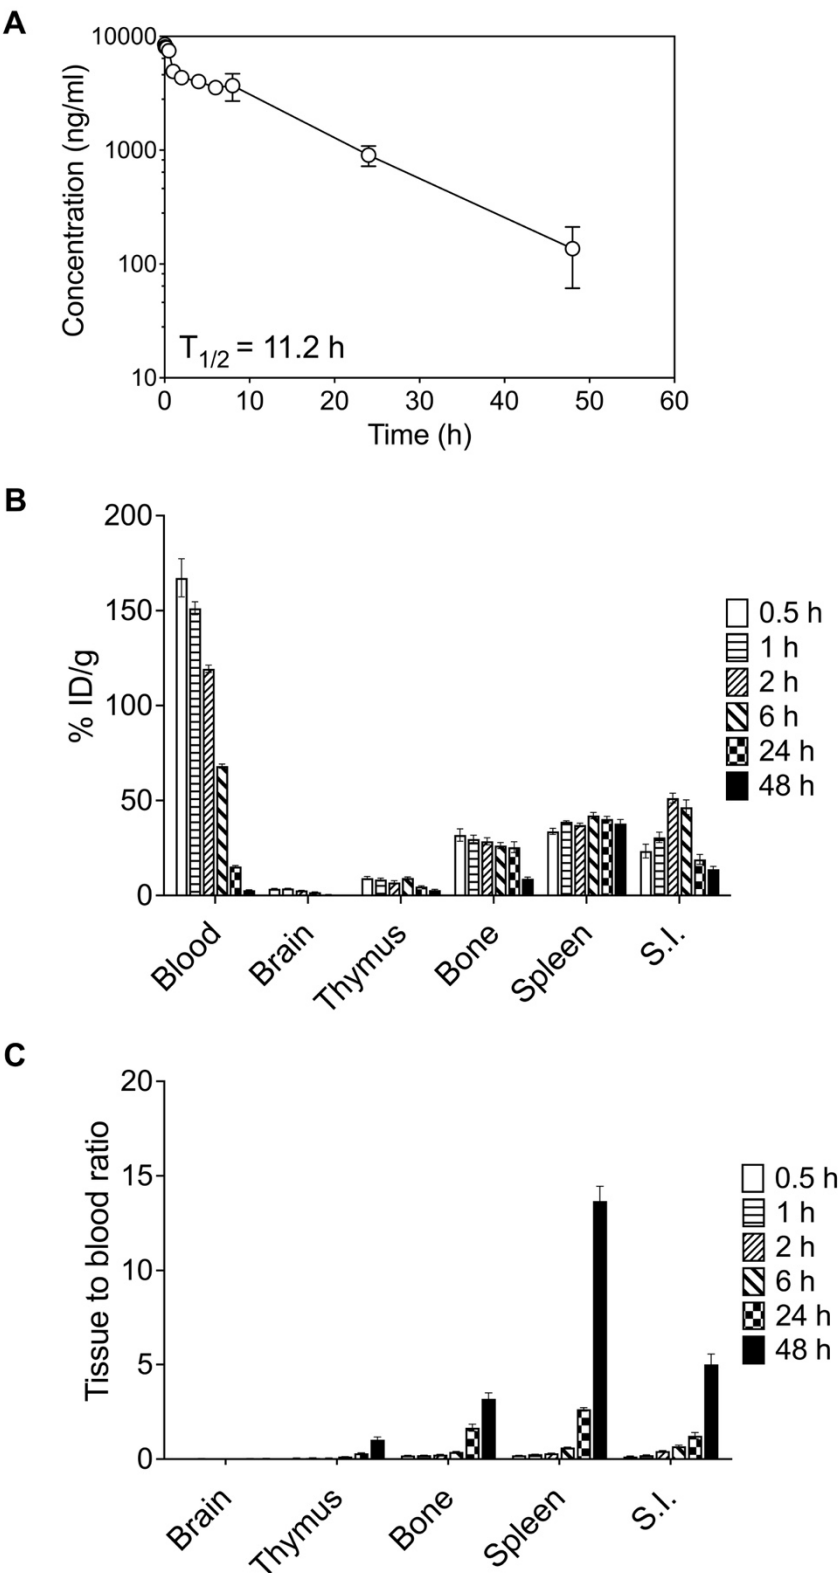 A
Concentration (ng/ml)
10000
1000
100
10
T1/2 = 11.2 h
0 10 20 30 40 50 60
Time (h)
B
% ID/g
200
150
100
50
0
0.5 h
1 h
2 h
6 h
24 h
48 h
Blood Brain Thymus Bone Spleen S.I.
C
Tissue to blood ratio
20
15
10
5
0
0.5 h
1 h
2 h
6 h
24 h
48 h
Brain Thymus Bone Spleen S.I.